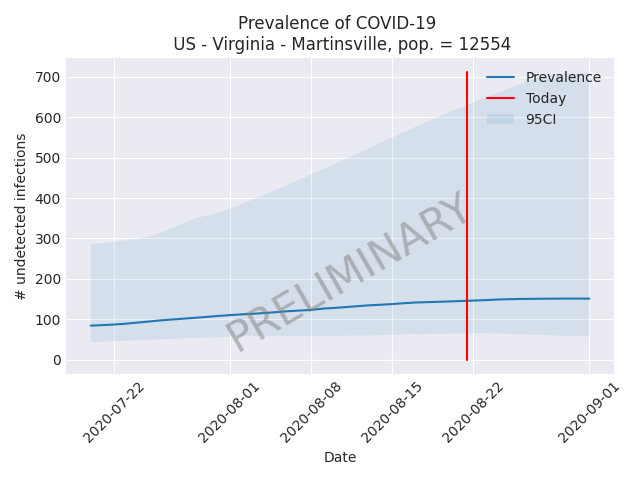 Prevalence of COVID-19
US - Virginia - Martinsville, pop. = 12554
700
600
500
400
300
200
100
0
# undetected infections
Prevalence
Today
95CI
PRELIMINARY
2020-07-22
2020-08-01
2020-08-08
2020-08-15
2020-08-22
2020-09-01
Date